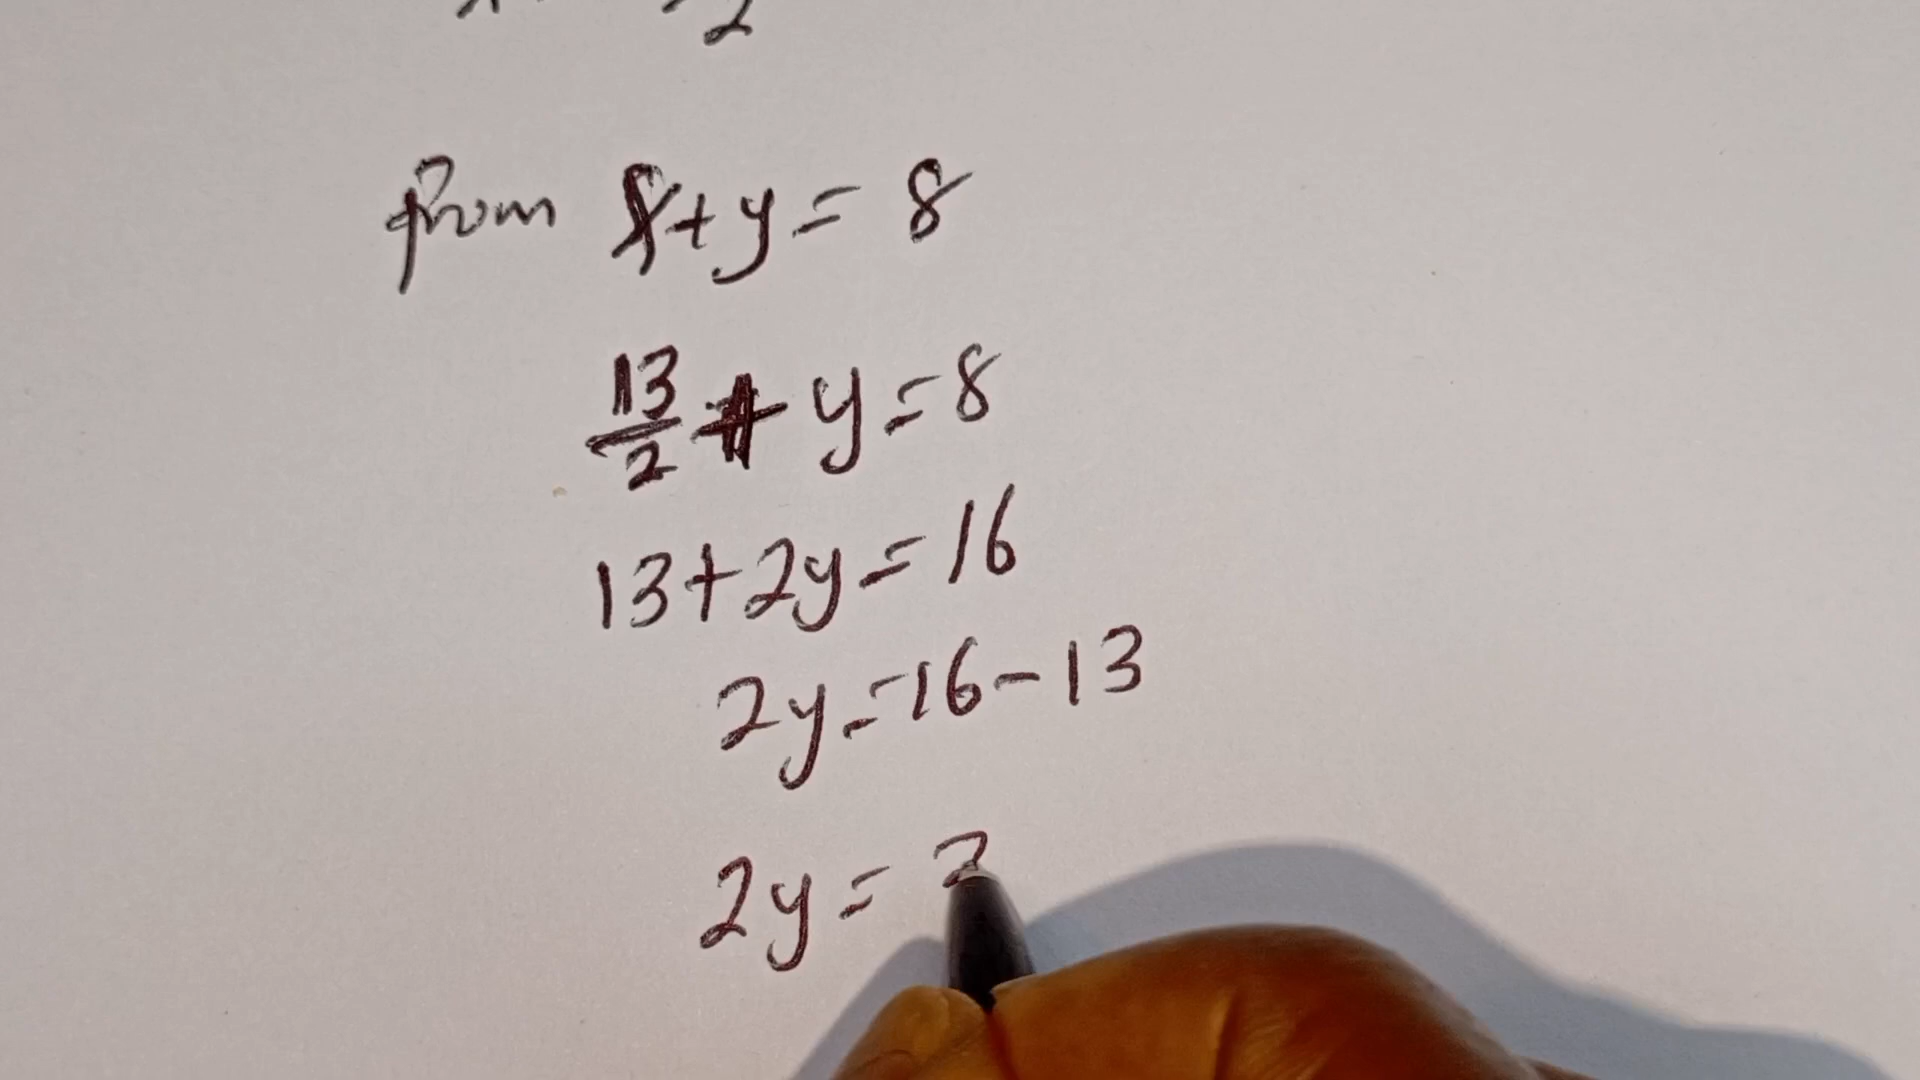 from x+y=8
13/2 + y=8
13+2y=16
2y=16-13
2y=3